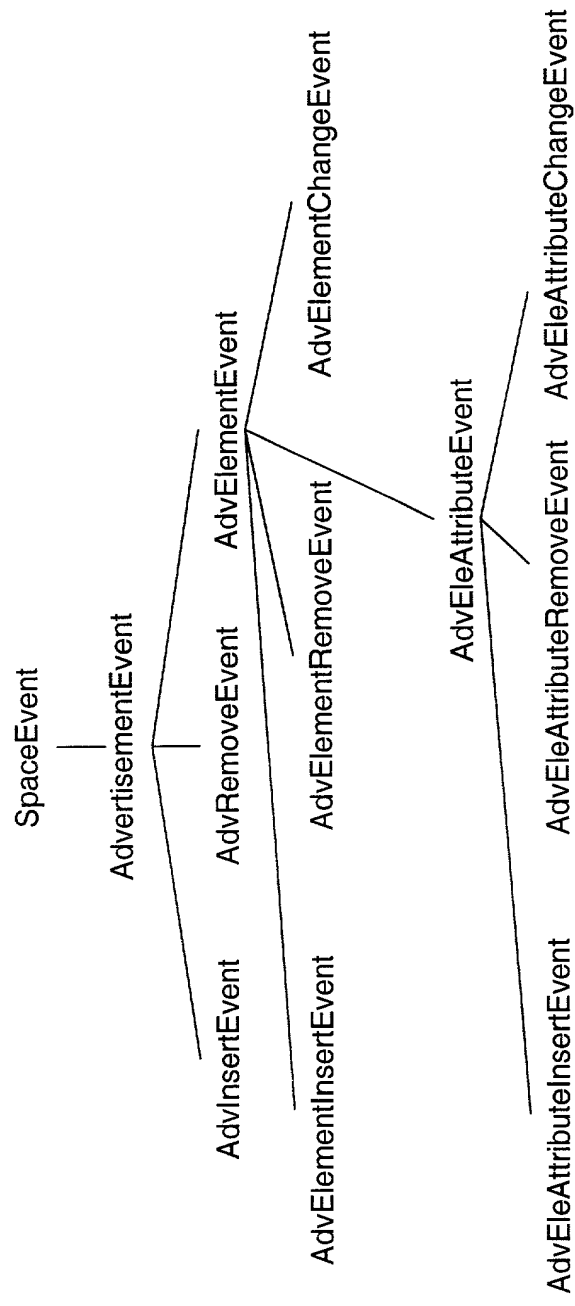 SpaceEvent
AdvertisementEvent
AdvInsertEvent
AdvRemoveEvent
AdvElementEvent
AdvElementInsertEvent
AdvElementRemoveEvent
AdvElementChangeEvent
AdvEleAttributeEvent
AdvEleAttributeInsertEvent
AdvEleAttributeRemoveEvent
AdvEleAttributeChangeEvent